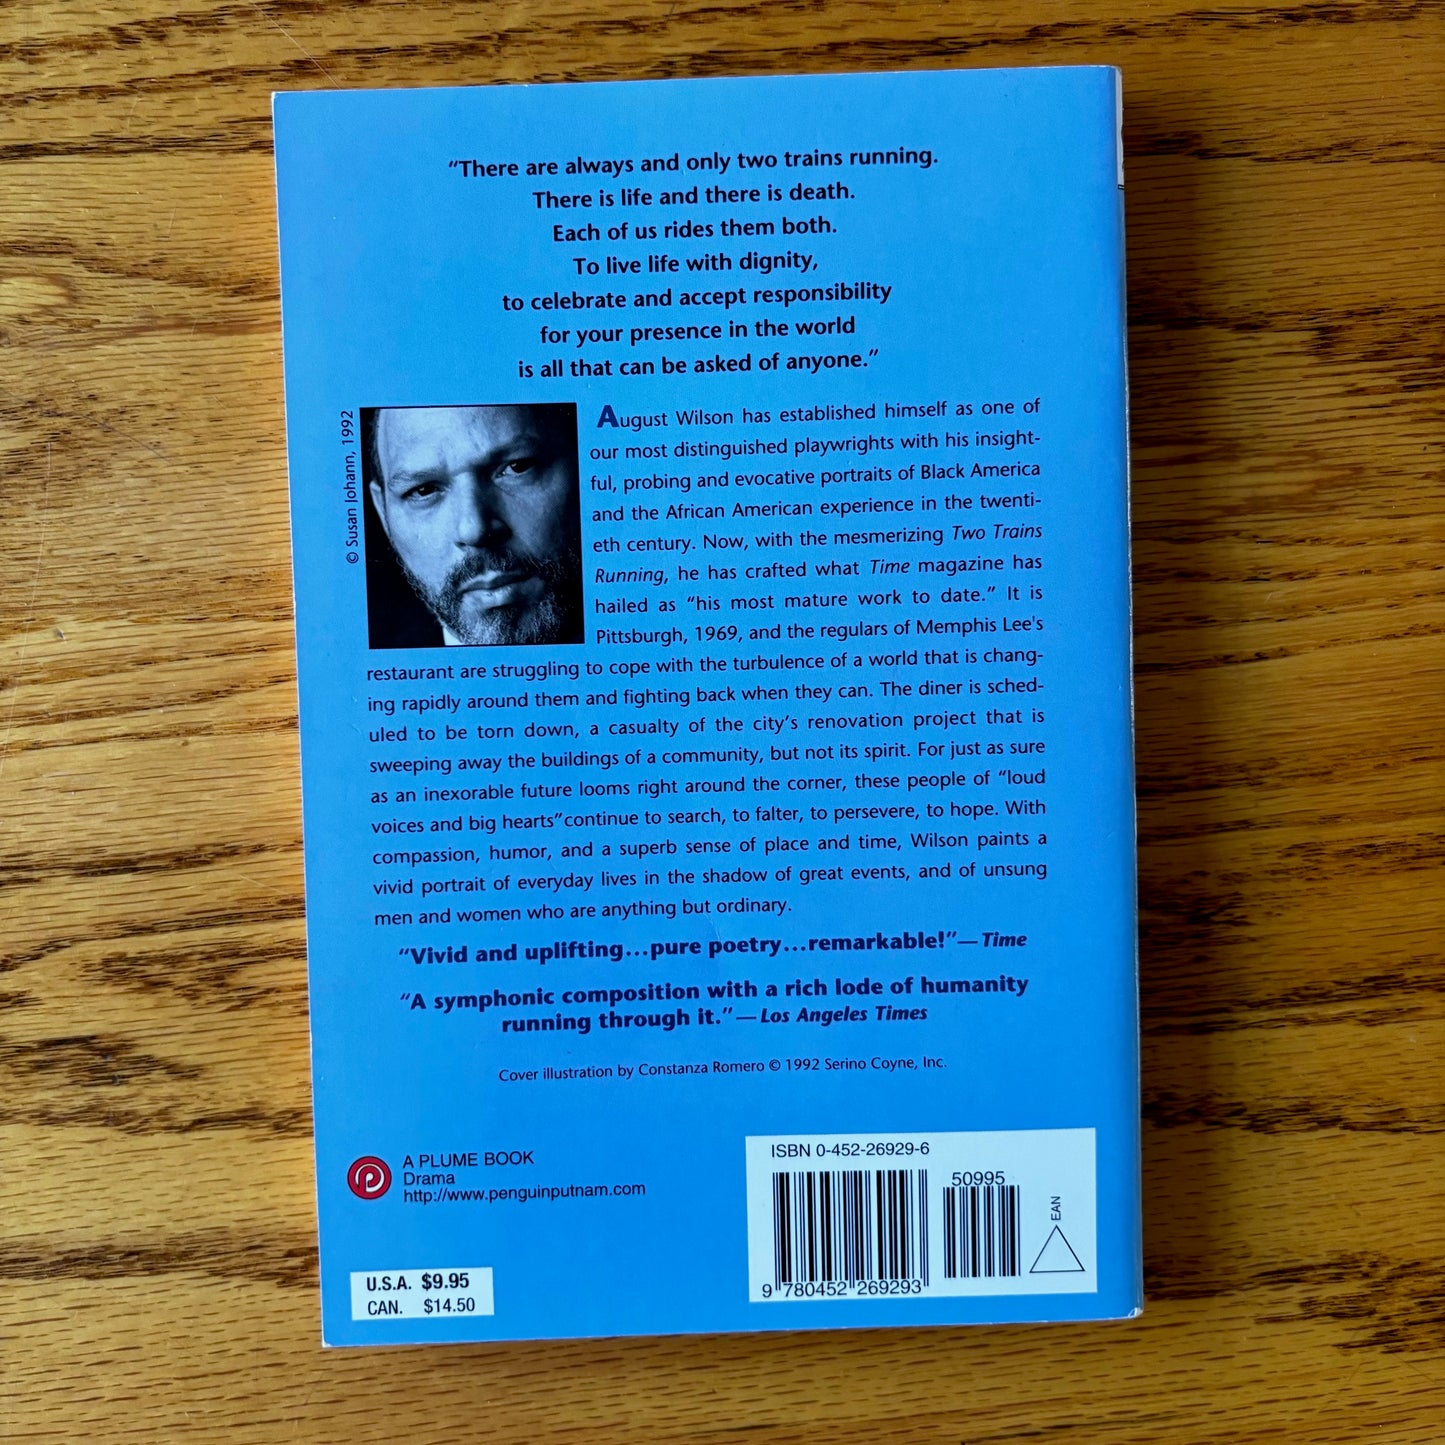 “There are always and only two trains running.
There is life and there is death.
Each of us rides them both.
To live life with dignity,
to celebrate and accept responsibility
for your presence in the world
is all that can be asked of anyone.”
© Susan Johann, 1992
August Wilson has established himself as one of
our most distinguished playwrights with his insight-
ful, probing and evocative portraits of Black America
and the African American experience in the twenti-
eth century. Now, with the mesmerizing Two Trains
Running, he has crafted what Time magazine has
hailed as “his most mature work to date.” It is
Pittsburgh, 1969, and the regulars of Memphis Lee's
restaurant are struggling to cope with the turbulence of a world that is chang-
ing rapidly around them and fighting back when they can. The diner is sched-
uled to be torn down, a casualty of the city’s renovation project that is
sweeping away the buildings of a community, but not its spirit. For just as sure
as an inexorable future looms right around the corner, these people of “loud
voices and big hearts”continue to search, to falter, to persevere, to hope. With
compassion, humor, and a superb sense of place and time, Wilson paints a
vivid portrait of everyday lives in the shadow of great events, and of unsung
men and women who are anything but ordinary.
“Vivid and uplifting...pure poetry...remarkable!”—Time
“A symphonic composition with a rich lode of humanity
running through it.”—Los Angeles Times
Cover illustration by Constanza Romero © 1992 Serino Coyne, Inc.
A PLUME BOOK
Drama
http://www.penguinputnam.com
U.S.A. $9.95
CAN. $14.50
ISBN 0-452-26929-6
50995
EAN
9 780452 269293